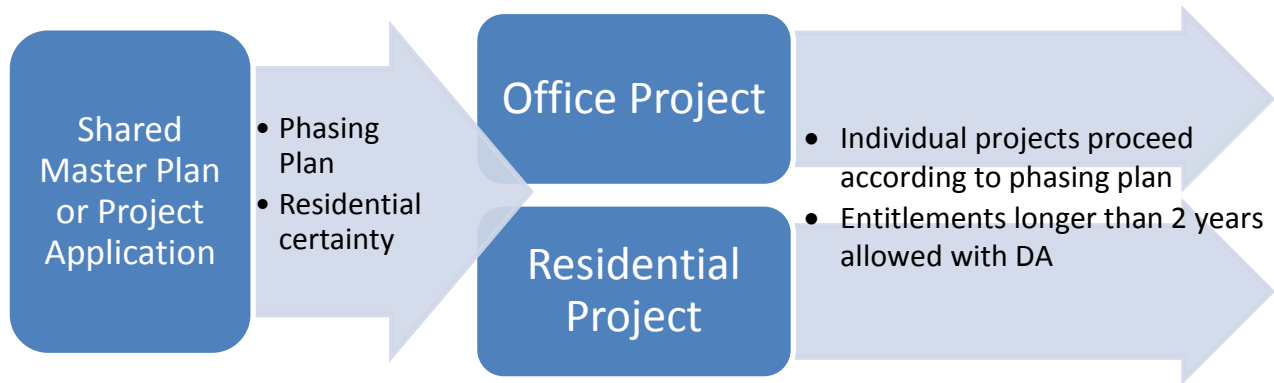 Shared
Master Plan
or Project
Application
• Phasing
Plan
• Residential
certainty
Office Project
Residential
Project
• Individual projects proceed
according to phasing plan
• Entitlements longer than 2 years
allowed with DA